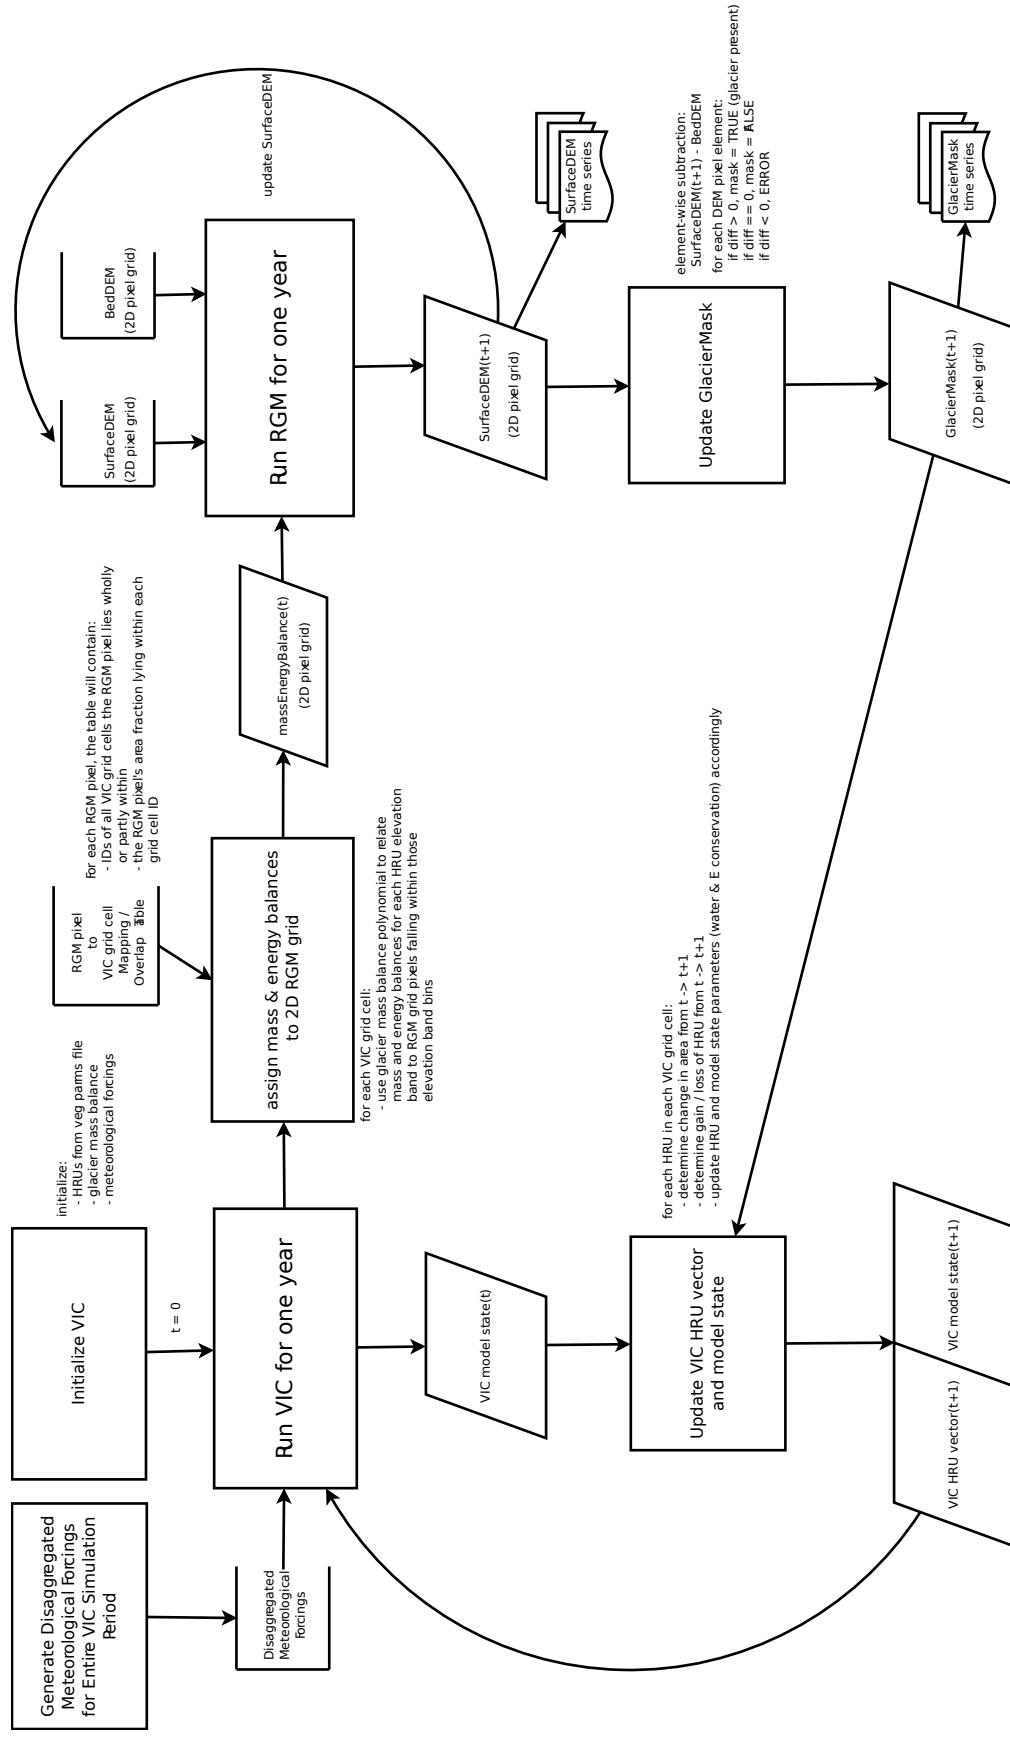 Generate Disaggregated
Meteorological Forcings
for Entire VIC Simulation
Period
Initialize VIC
initialize:
- HRUs from veg parms file
- glacier mass balance
- meteorological forcings
t = 0
Disaggregated
Meteorological
Forcings
Run VIC for one year
RGM pixel
to
VIC grid cell
Mapping /
Overlap Table
For each RGM pixel, the table will contain:
- IDs of all VIC grid cells the RGM pixel lies wholly
or partly within
- the RGM pixel's area fraction lying within each
grid cell ID
assign mass & energy balances
to 2D RGM grid
for each VIC grid cell:
- use glacier mass balance polynomial to relate
mass and energy balances for each HRU elevation
band to RGM grid pixels falling within those
elevation band bins
massEnergyBalance(t)
(2D pixel grid)
SurfaceDEM
(2D pixel grid)
BedDEM
(2D pixel grid)
update SurfaceDEM
Run RGM for one year
VIC model state(t)
SurfaceDEM(t+1)
(2D pixel grid)
SurfaceDEM
time series
for each HRU in each VIC grid cell:
- determine change in area from t -> t+1
- determine gain / loss of HRU from t -> t+1
- update HRU and model state parameters (water & E conservation) accordingly
Update VIC HRU vector
and model state
element-wise subtraction:
SurfaceDEM(t+1) - BedDEM
for each DEM pixel element:
if diff > 0, mask = TRUE (glacier present)
if diff == 0, mask = FALSE
if diff < 0, ERROR
Update GlacierMask
VIC HRU vector(t+1)
VIC model state(t+1)
GlacierMask(t+1)
(2D pixel grid)
GlacierMask
time series